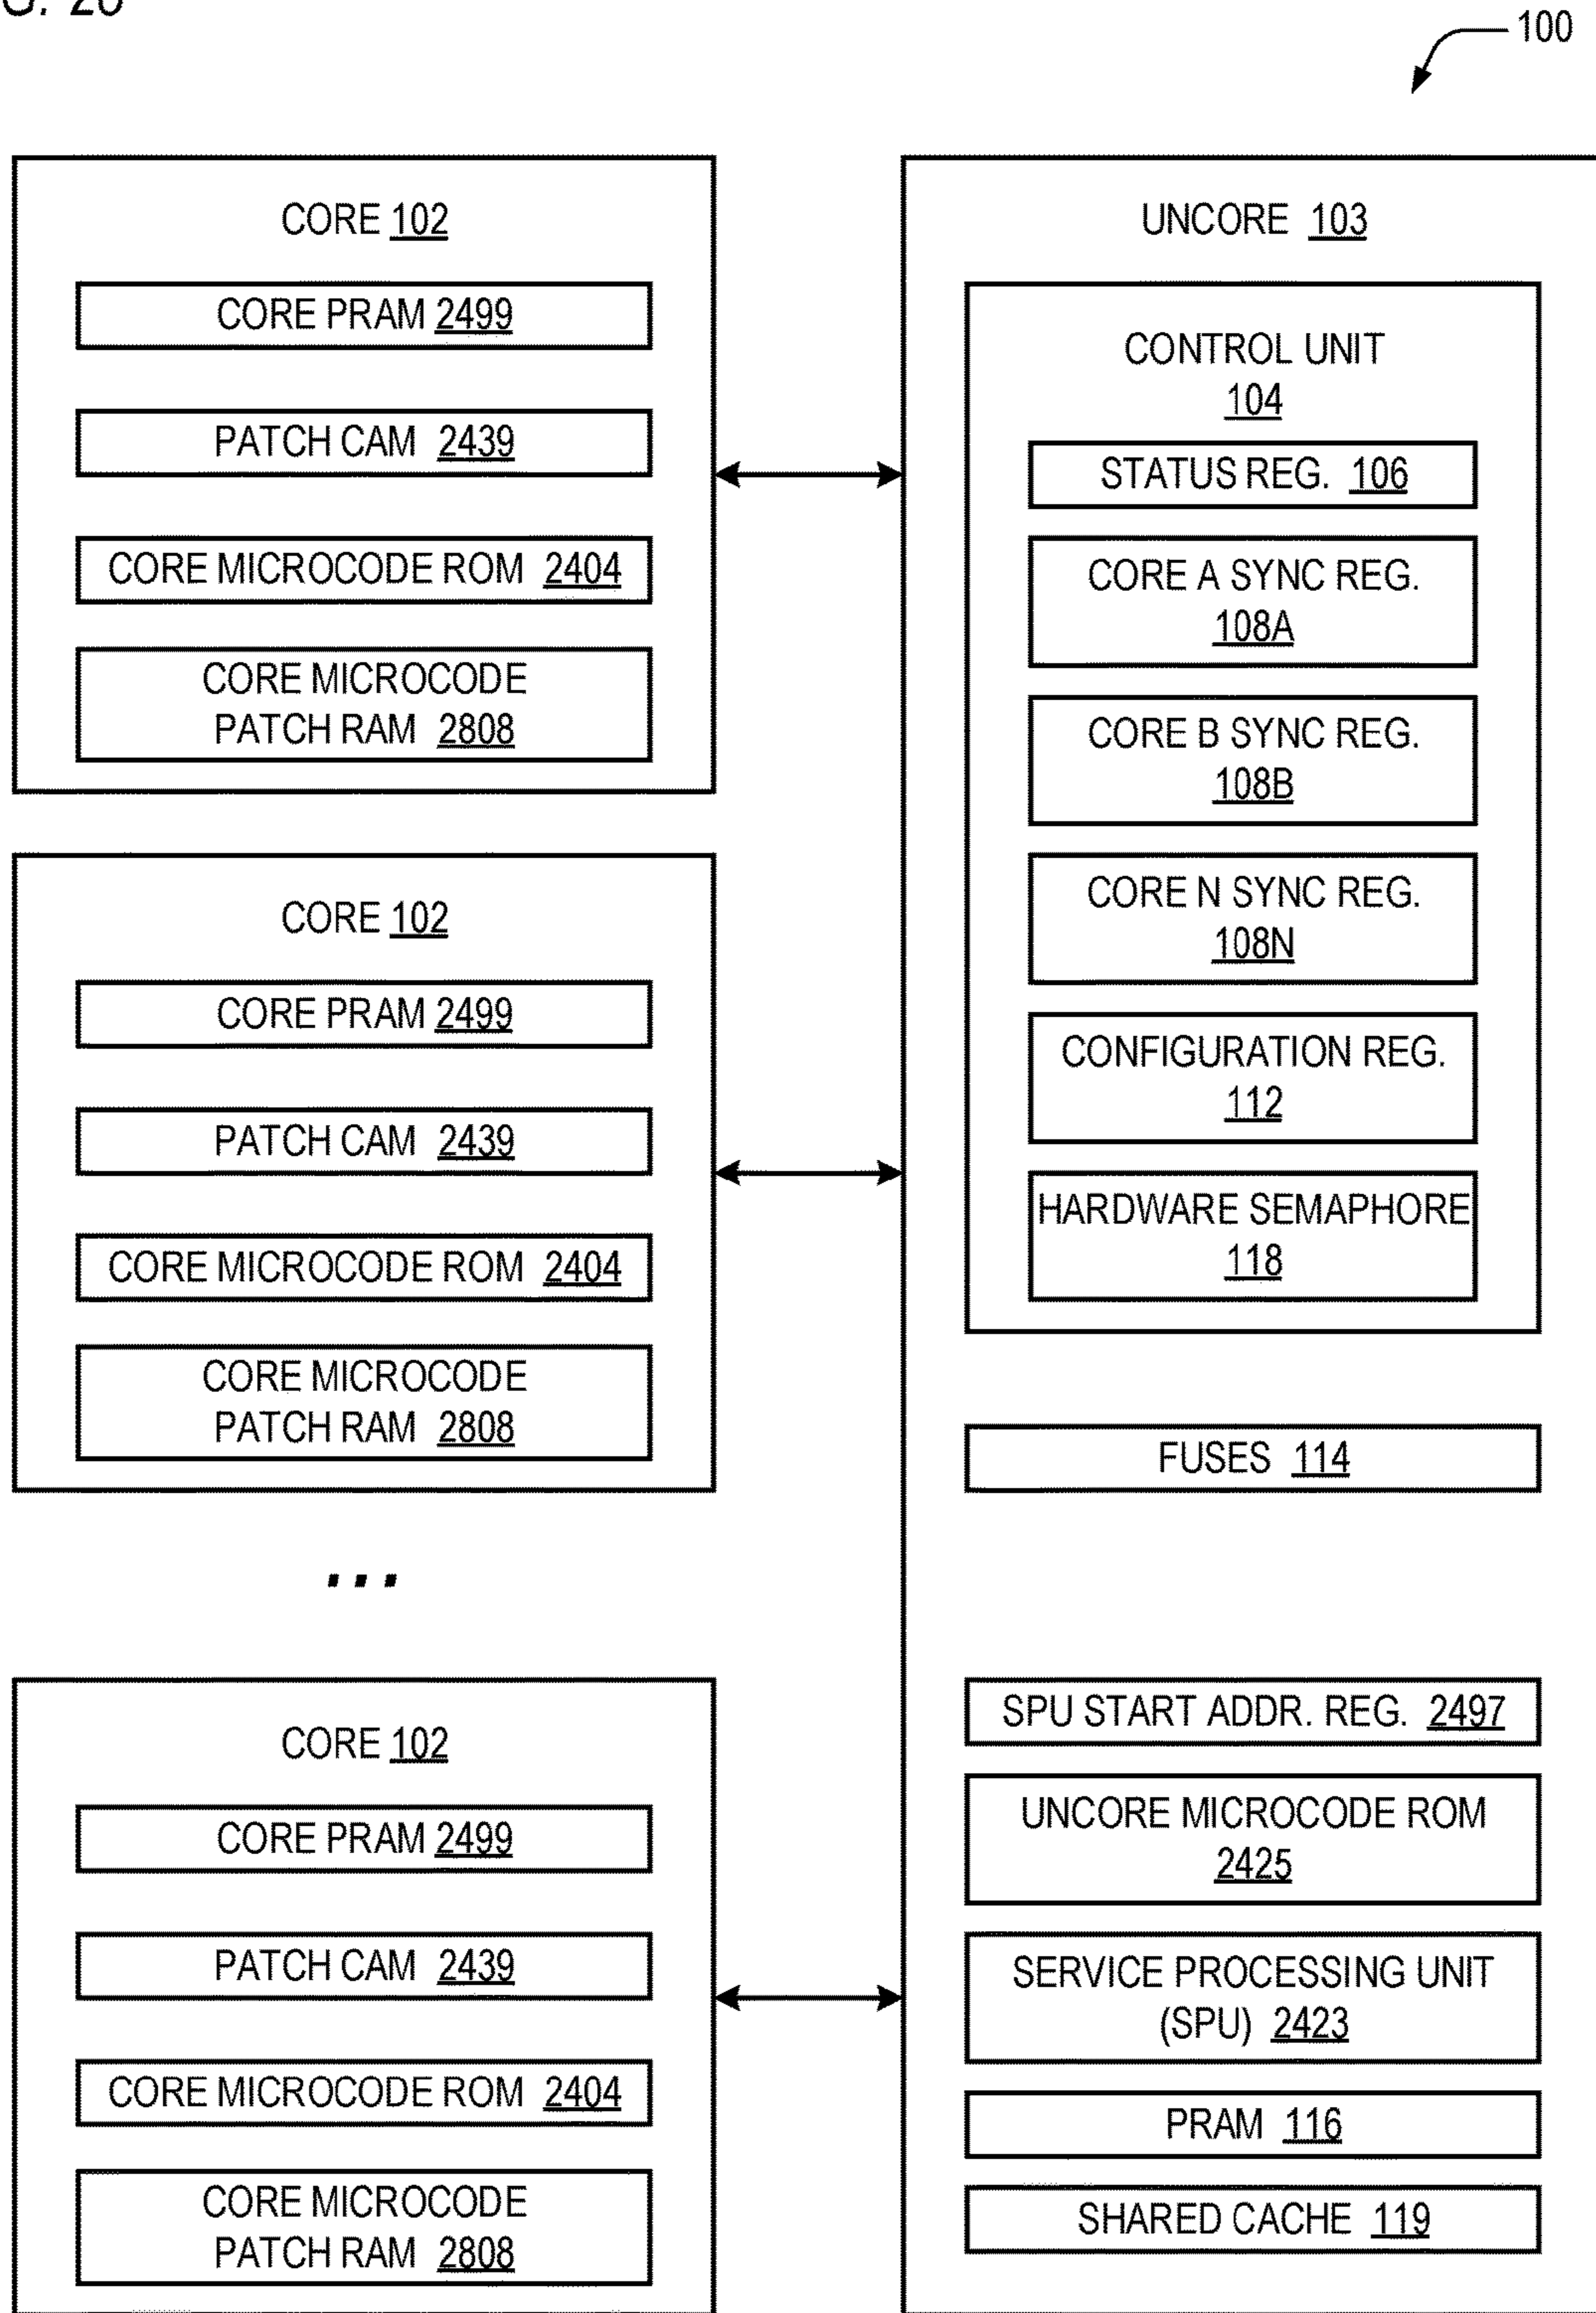 G. 28
100
CORE 102
CORE PRAM 2499
PATCH CAM 2439
CORE MICROCODE ROM 2404
CORE MICROCODE
PATCH RAM 2808
CORE 102
CORE PRAM 2499
PATCH CAM 2439
CORE MICROCODE ROM 2404
CORE MICROCODE
PATCH RAM 2808
...
CORE 102
CORE PRAM 2499
PATCH CAM 2439
CORE MICROCODE ROM 2404
CORE MICROCODE
PATCH RAM 2808
UNCORE 103
CONTROL UNIT
104
STATUS REG. 106
CORE A SYNC REG.
108A
CORE B SYNC REG.
108B
CORE N SYNC REG.
108N
CONFIGURATION REG.
112
HARDWARE SEMAPHORE
118
FUSES 114
SPU START ADDR. REG. 2497
UNCORE MICROCODE ROM
2425
SERVICE PROCESSING UNIT
(SPU) 2423
PRAM 116
SHARED CACHE 119